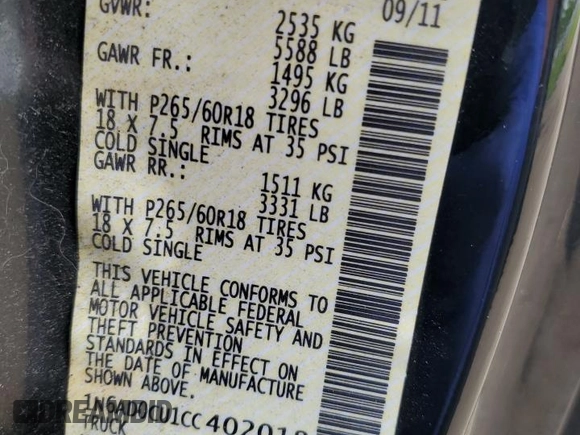 GVWR:
2535 KG
09/11
5588 LB
GAWR FR.:
1495 KG
3296 LB
WITH P265/60R18 TIRES
18 X 7.5 RIMS AT 35 PSI
COLD SINGLE
GAWR RR.:
1511 KG
3331 LB
WITH P265/60R18 TIRES
18 X 7.5 RIMS AT 35 PSI
COLD SINGLE
THIS VEHICLE CONFORMS TO
ALL APPLICABLE FEDERAL
MOTOR VEHICLE SAFETY AND
THEFT PREVENTION
STANDARDS IN EFFECT ON
THE DATE OF MANUFACTURE
SHOWN ABOVE.
TRUCK